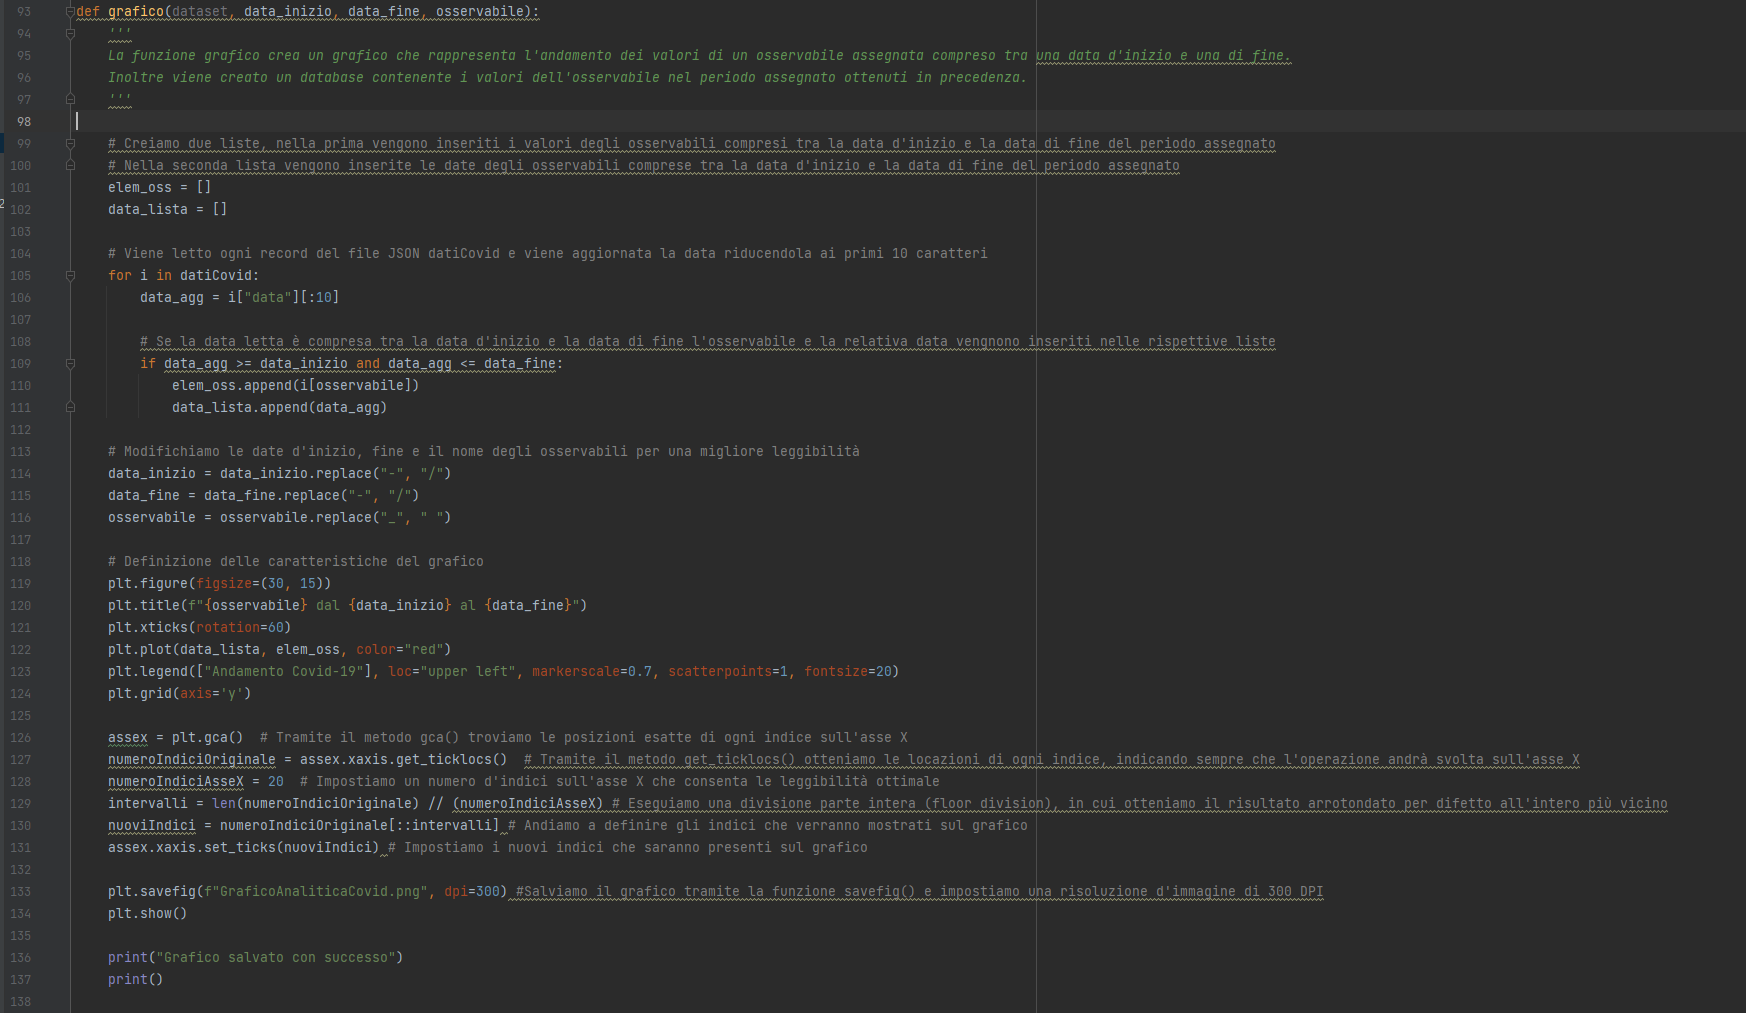 93 def grafico(dataset, data_inizio, data_fine, osservabile):
94 '''
95 La funzione grafico crea un grafico che rappresenta l'andamento dei valori di un osservabile assegnata compreso tra una data d'inizio e una di fine.
96 Inoltre viene creato un database contenente i valori dell'osservabile nel periodo assegnato ottenuti in precedenza.
97 '''
98
99 # Creiamo due liste, nella prima vengono inseriti i valori degli osservabili compresi tra la data d'inizio e la data di fine del periodo assegnato
100 # Nella seconda lista vengono inserite le date degli osservabili comprese tra la data d'inizio e la data di fine del periodo assegnato
101 elem_oss = []
2 102 data_lista = []
103
104 # Viene letto ogni record del file JSON datiCovid e viene aggiornata la data riducendola ai primi 10 caratteri
105 for i in datiCovid:
106 data_agg = i["data"][:10]
107
108 # Se la data letta è compresa tra la data d'inizio e la data di fine l'osservabile e la relativa data vengnono inseriti nelle rispettive liste
109 if data_agg >= data_inizio and data_agg <= data_fine:
110 elem_oss.append(i[osservabile])
111 data_lista.append(data_agg)
112
113 # Modifichiamo le date d'inizio, fine e il nome degli osservabili per una migliore leggibilità
114 data_inizio = data_inizio.replace("-", "/")
115 data_fine = data_fine.replace("-", "/")
116 osservabile = osservabile.replace("_", " ")
117
118 # Definizione delle caratteristiche del grafico
119 plt.figure(figsize=(30, 15))
120 plt.title(f"{osservabile} dal {data_inizio} al {data_fine}")
121 plt.xticks(rotation=60)
122 plt.plot(data_lista, elem_oss, color="red")
123 plt.legend(["Andamento Covid-19"], loc="upper left", markerscale=0.7, scatterpoints=1, fontsize=20)
124 plt.grid(axis='y')
125
126 assex = plt.gca()  # Tramite il metodo gca() troviamo le posizioni esatte di ogni indice sull'asse X
127 numeroIndiciOriginale = assex.xaxis.get_ticklocs()  # Tramite il metodo get_ticklocs() otteniamo le locazioni di ogni indice, indicando sempre che l'operazione andrà svolta sull'asse X
128 numeroIndiciAsseX = 20  # Impostiamo un numero d'indici sull'asse X che consenta le leggibilità ottimale
129 intervalli = len(numeroIndiciOriginale) // (numeroIndiciAsseX) # Eseguiamo una divisione parte intera (floor division), in cui otteniamo il risultato arrotondato per difetto all'intero più vicino
130 nuoviIndici = numeroIndiciOriginale[::intervalli] # Andiamo a definire gli indici che verranno mostrati sul grafico
131 assex.xaxis.set_ticks(nuoviIndici) # Impostiamo i nuovi indici che saranno presenti sul grafico
132
133 plt.savefig(f"GraficoAnaliticaCovid.png", dpi=300) #Salviamo il grafico tramite la funzione savefig() e impostiamo una risoluzione d'immagine di 300 DPI
134 plt.show()
135
136 print("Grafico salvato con successo")
137 print()
138